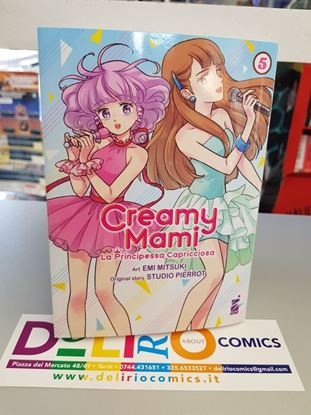 5
Creamy
Mami
La Principessa Capricciosa
Art EMI MITSUKI
Original story STUDIO PIERROT
DELIRIO ABOUT COMICS
Piazza del Mercato 48/49 • Terni • 0744.431651 • 335.6533527 • deliriocomics@gmail.com
www.deliriocomics.it